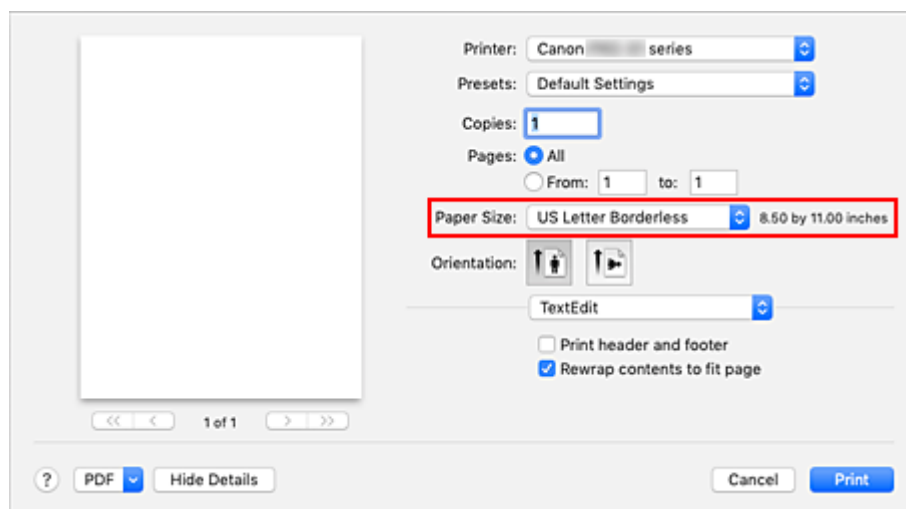 Printer: Canon series
Presets: Default Settings
Copies: 1
Pages: All
From: 1 to: 1
Paper Size: US Letter Borderless 8.50 by 11.00 inches
Orientation:
TextEdit
Print header and footer
Rewrap contents to fit page
<< < 1 of 1 > >>
? PDF Hide Details Cancel Print